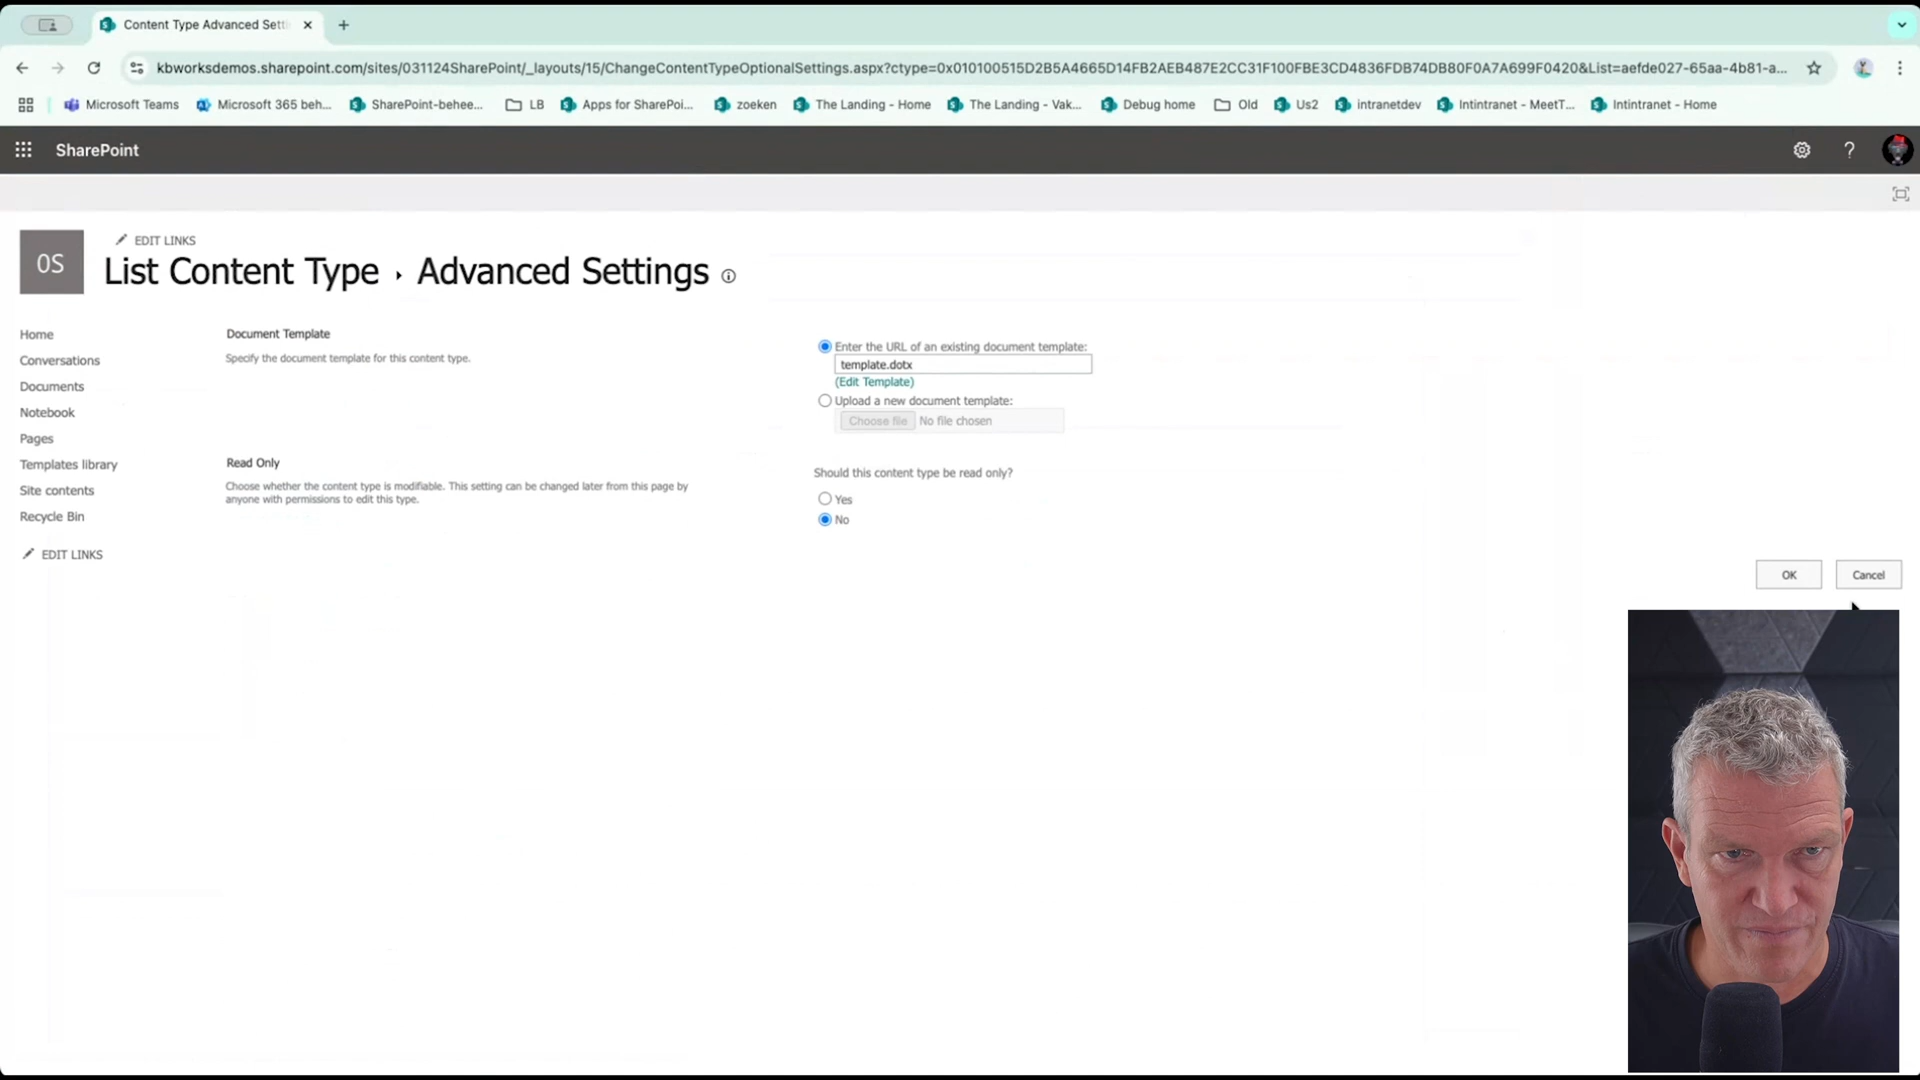 Content Type Advanced Sett
kbworksdemos.sharepoint.com/sites/031124SharePoint/_layouts/15/ChangeContentTypeOptionalSettings.aspx?ctype=0x010100515D2B5A4665D14FB2AEB487E2CC31F100FBE3CD4836FDB74DB80F0A7A699F0420&List=aefde027-65aa-4b81-a...
Microsoft Teams Microsoft 365 beh... SharePoint-behee... LB Apps for SharePoi... zoeken The Landing - Home The Landing - Vak... Debug home Old Us2 intranetdev Intintranet - MeetT... Intintranet - Home
SharePoint
?
EDIT LINKS
0S
List Content Type ▸ Advanced Settings
Home
Conversations
Documents
Notebook
Pages
Templates library
Site contents
Recycle Bin
EDIT LINKS
Document Template
Specify the document template for this content type.
Enter the URL of an existing document template:
template.dotx
(Edit Template)
Upload a new document template:
Choose file No file chosen
Read Only
Choose whether the content type is modifiable. This setting can be changed later from this page by
anyone with permissions to edit this type.
Should this content type be read only?
Yes
No
OK Cancel